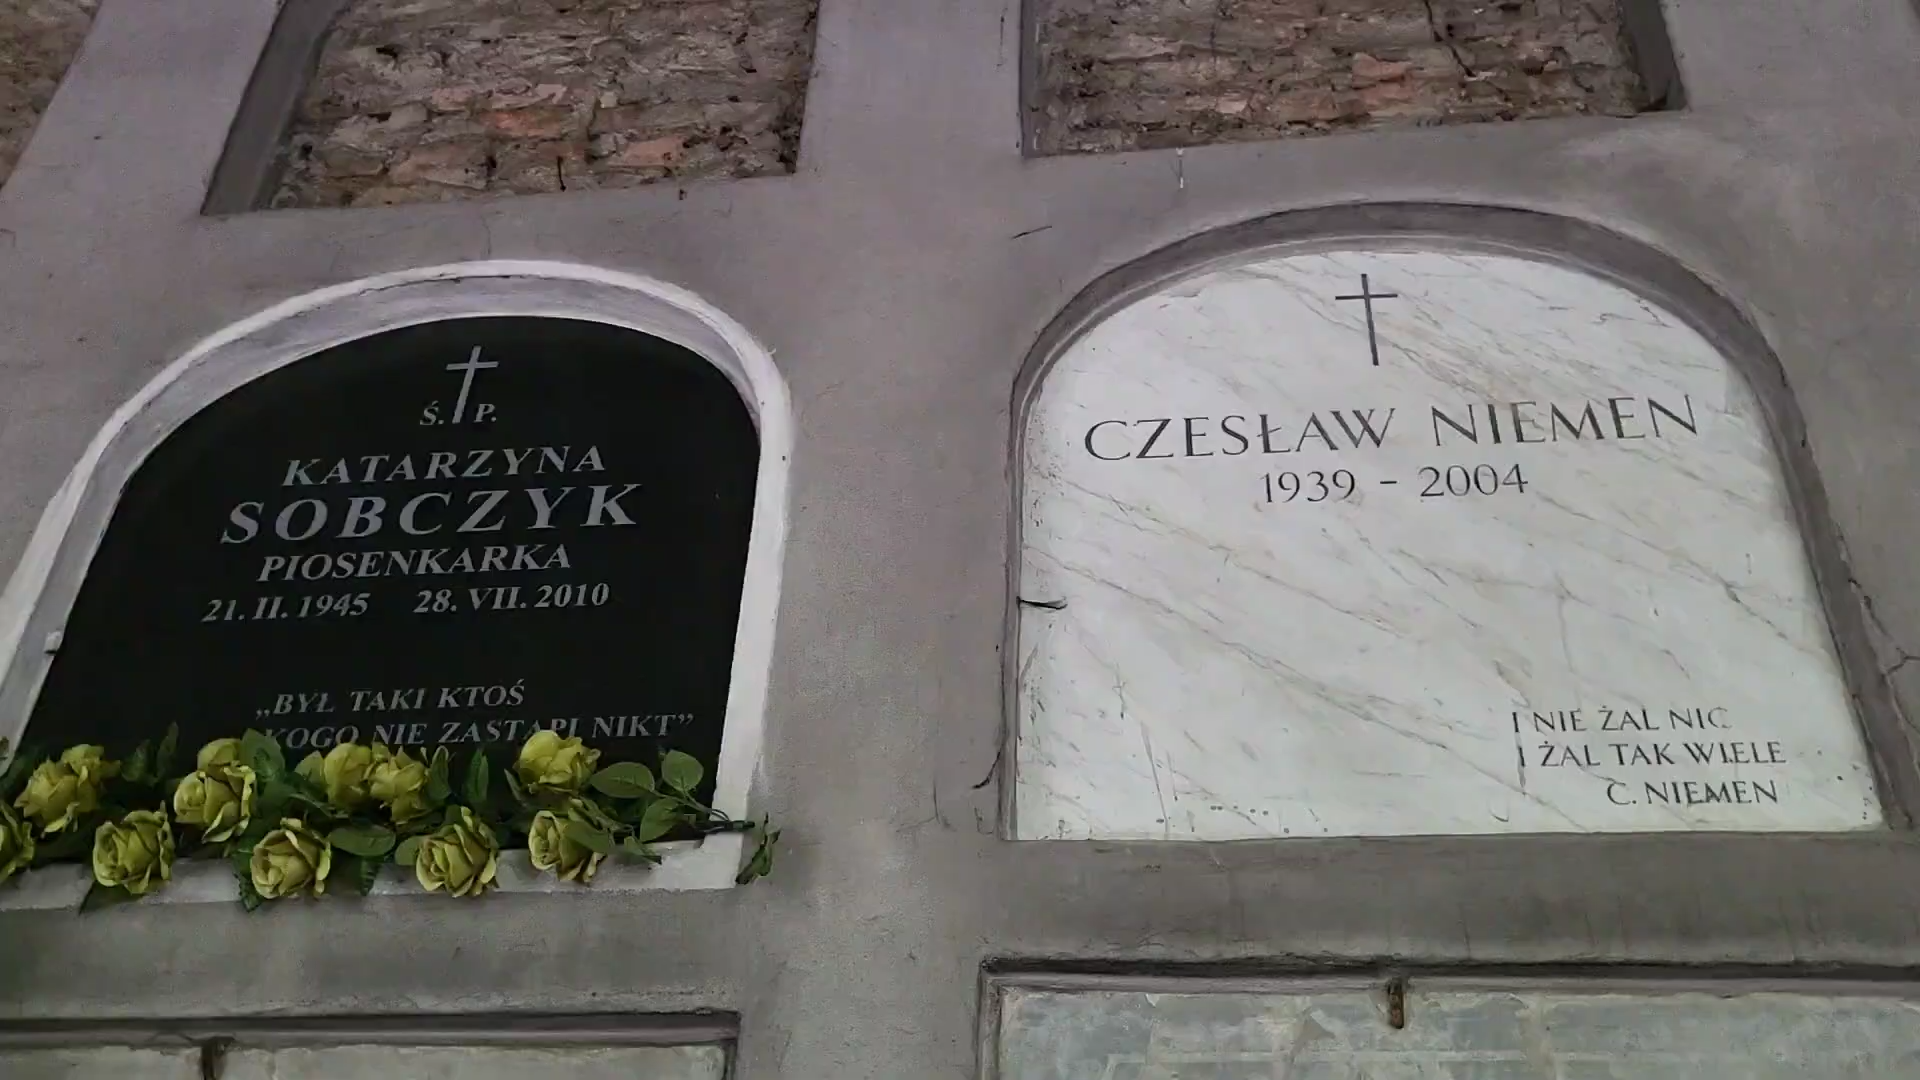 Ś. P.
KATARZYNA
SOBCZYK
PIOSENKARKA
21. II. 1945 28. VII. 2010
„BYŁ TAKI KTOŚ
KOGO NIE ZASTĄPI NIKT”
CZESŁAW NIEMEN
1939 - 2004
I NIE ŻAL NIC
I ŻAL TAK WIELE
C. NIEMEN